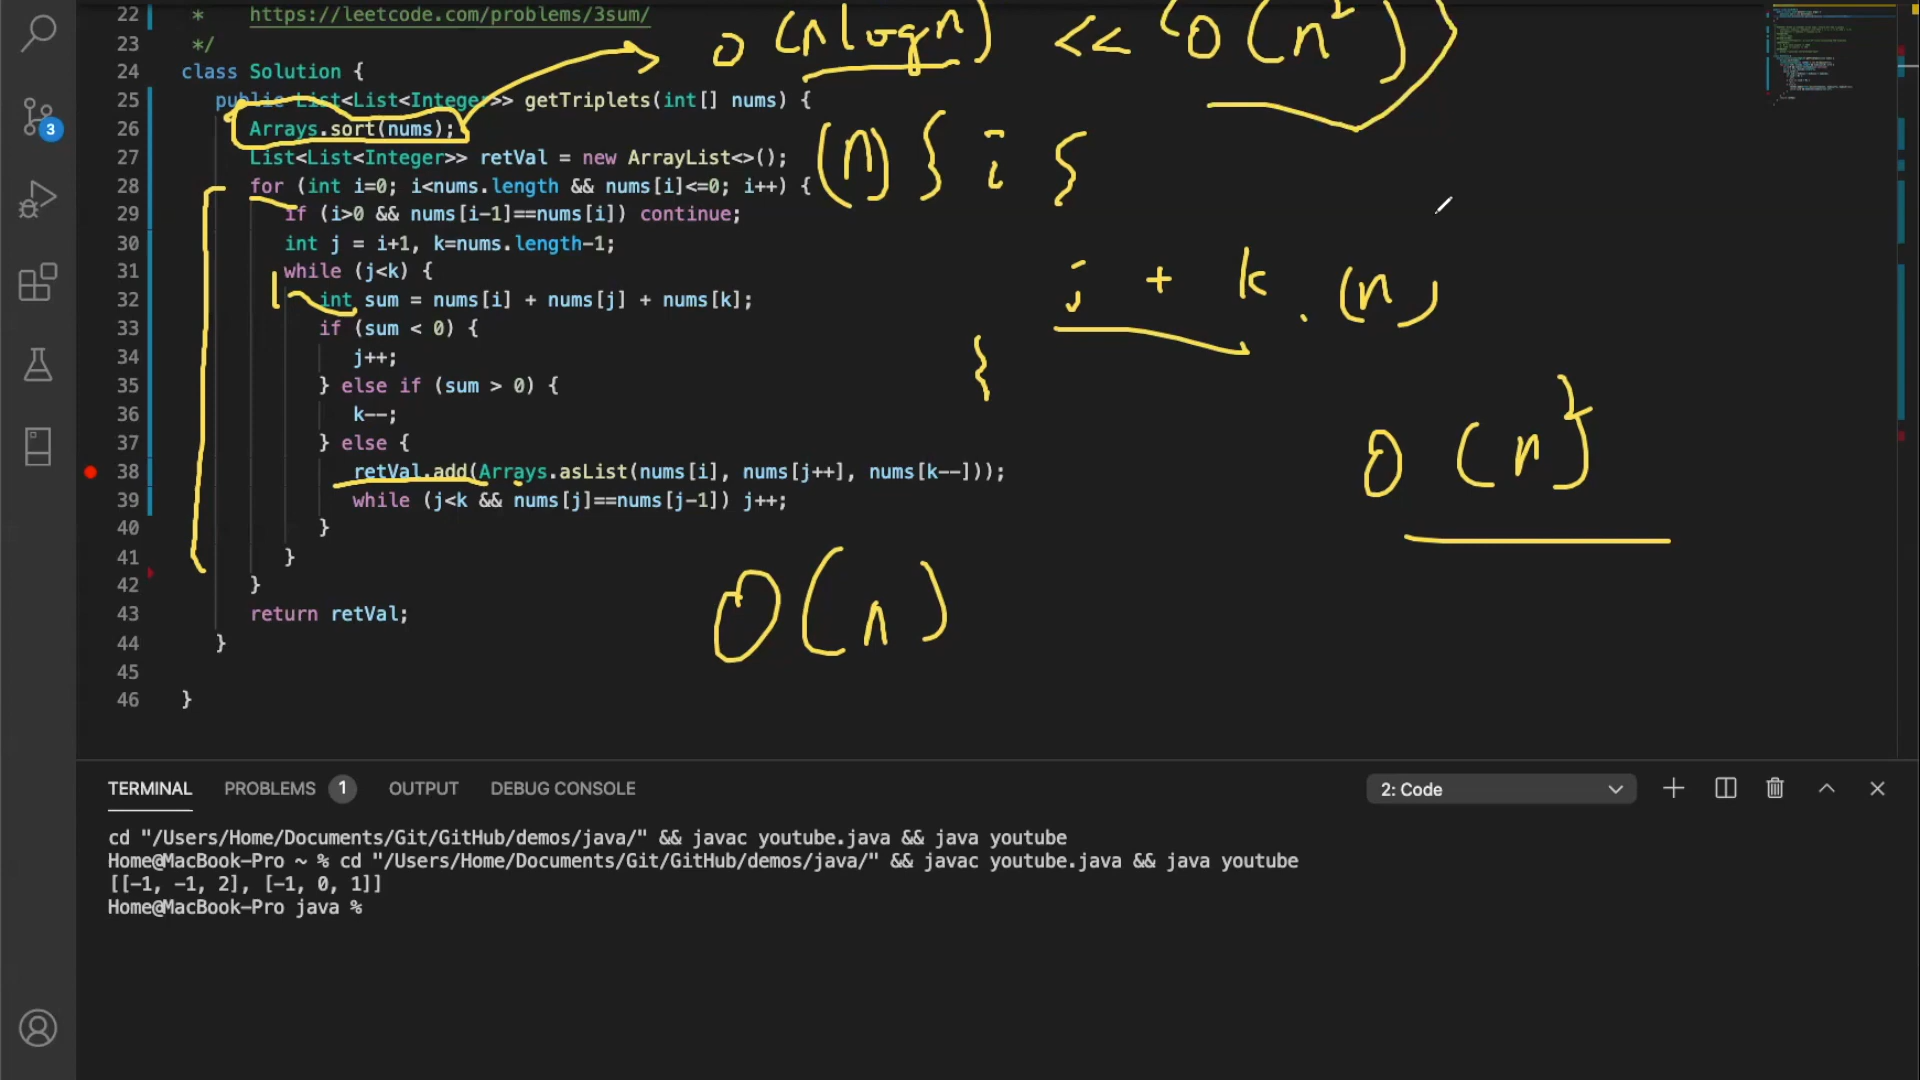 22 * https://leetcode.com/problems/3sum/
O (n log n) << (O (n²))
23 */
24 class Solution {
25 public List<List<Integer>> getTriplets(int[] nums) {
26 Arrays.sort(nums);
27 List<List<Integer>> retVal = new ArrayList<>();
(n) } i {
28 for (int i=0; i<nums.length && nums[i]<=0; i++) {
29 if (i>0 && nums[i-1]==nums[i]) continue;
30 int j = i+1, k=nums.length-1;
31 while (j<k) {
j + k . (n)
32 int sum = nums[i] + nums[j] + nums[k];
33 if (sum < 0) {
34 j++;
}
35 } else if (sum > 0) {
36 k--;
37 } else {
O (n²)
38 retVal.add(Arrays.asList(nums[i], nums[j++], nums[k--]));
39 while (j<k && nums[j]==nums[j-1]) j++;
40 }
41 }
42 }
43 return retVal;
O(n)
44 }
45
46 }
3
TERMINAL PROBLEMS 1 OUTPUT DEBUG CONSOLE 2: Code
cd "/Users/Home/Documents/Git/GitHub/demos/java/" && javac youtube.java && java youtube
Home@MacBook-Pro ~ % cd "/Users/Home/Documents/Git/GitHub/demos/java/" && javac youtube.java && java youtube
[[-1, -1, 2], [-1, 0, 1]]
Home@MacBook-Pro java %